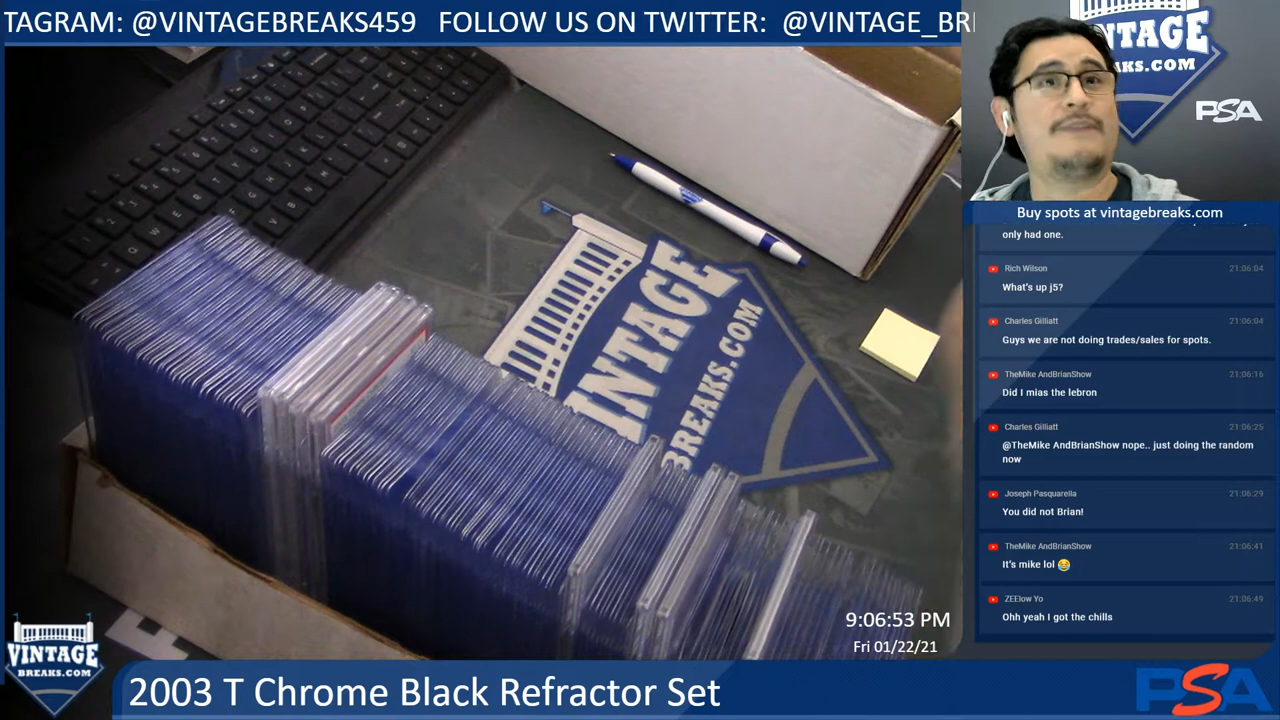 TAGRAM: @VINTAGEBREAKS459 FOLLOW US ON TWITTER: @VINTAGE_BRE
NTAGE
AKS.COM
PSA
Buy spots at vintagebreaks.com
only had one.
Rich Wilson 21:06:04
What's up j5?
Charles Gilliatt 21:06:04
Guys we are not doing trades/sales for spots.
TheMike AndBrianShow 21:06:16
Did I mias the lebron
Charles Gilliatt 21:06:25
@TheMike AndBrianShow nope.. just doing the random
now
Joseph Pasquarella 21:06:29
You did not Brian!
TheMike AndBrianShow 21:06:41
It's mike lol 😂
ZEElow Yo 21:06:49
Ohh yeah I got the chills
VINTAGE
BREAKS.COM
9:06:53 PM
Fri 01/22/21
VINTAGE
BREAKS.COM
2003 T Chrome Black Refractor Set
PSA